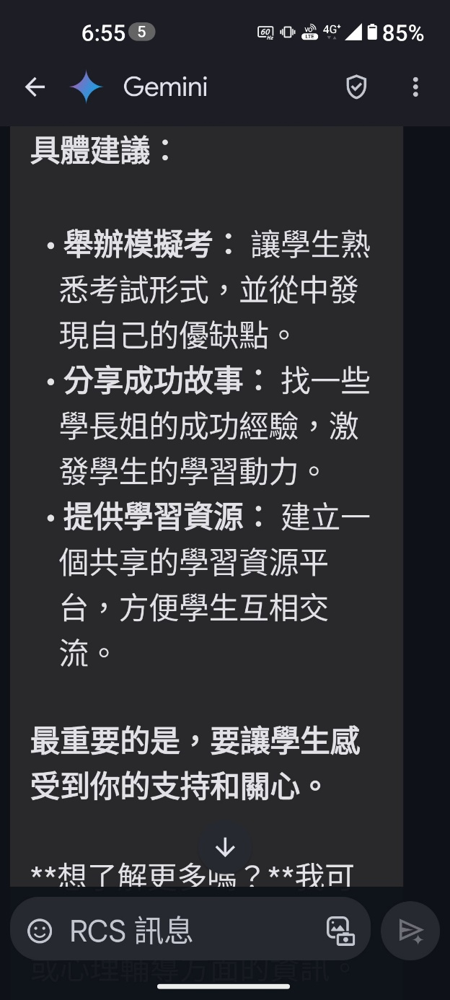 6:55 5 60 Hz VO LTE 4G+ 85%
Gemini
具體建議：
• 舉辦模擬考： 讓學生熟
悉考試形式，並從中發
現自己的優缺點。
• 分享成功故事： 找一些
學長姐的成功經驗，激
發學生的學習動力。
• 提供學習資源： 建立一
個共享的學習資源平
台，方便學生互相交
流。
最重要的是，要讓學生感
受到你的支持和關心。
**想了解更多嗎？**我可
RCS 訊息
或心理輔導方面的資訊。